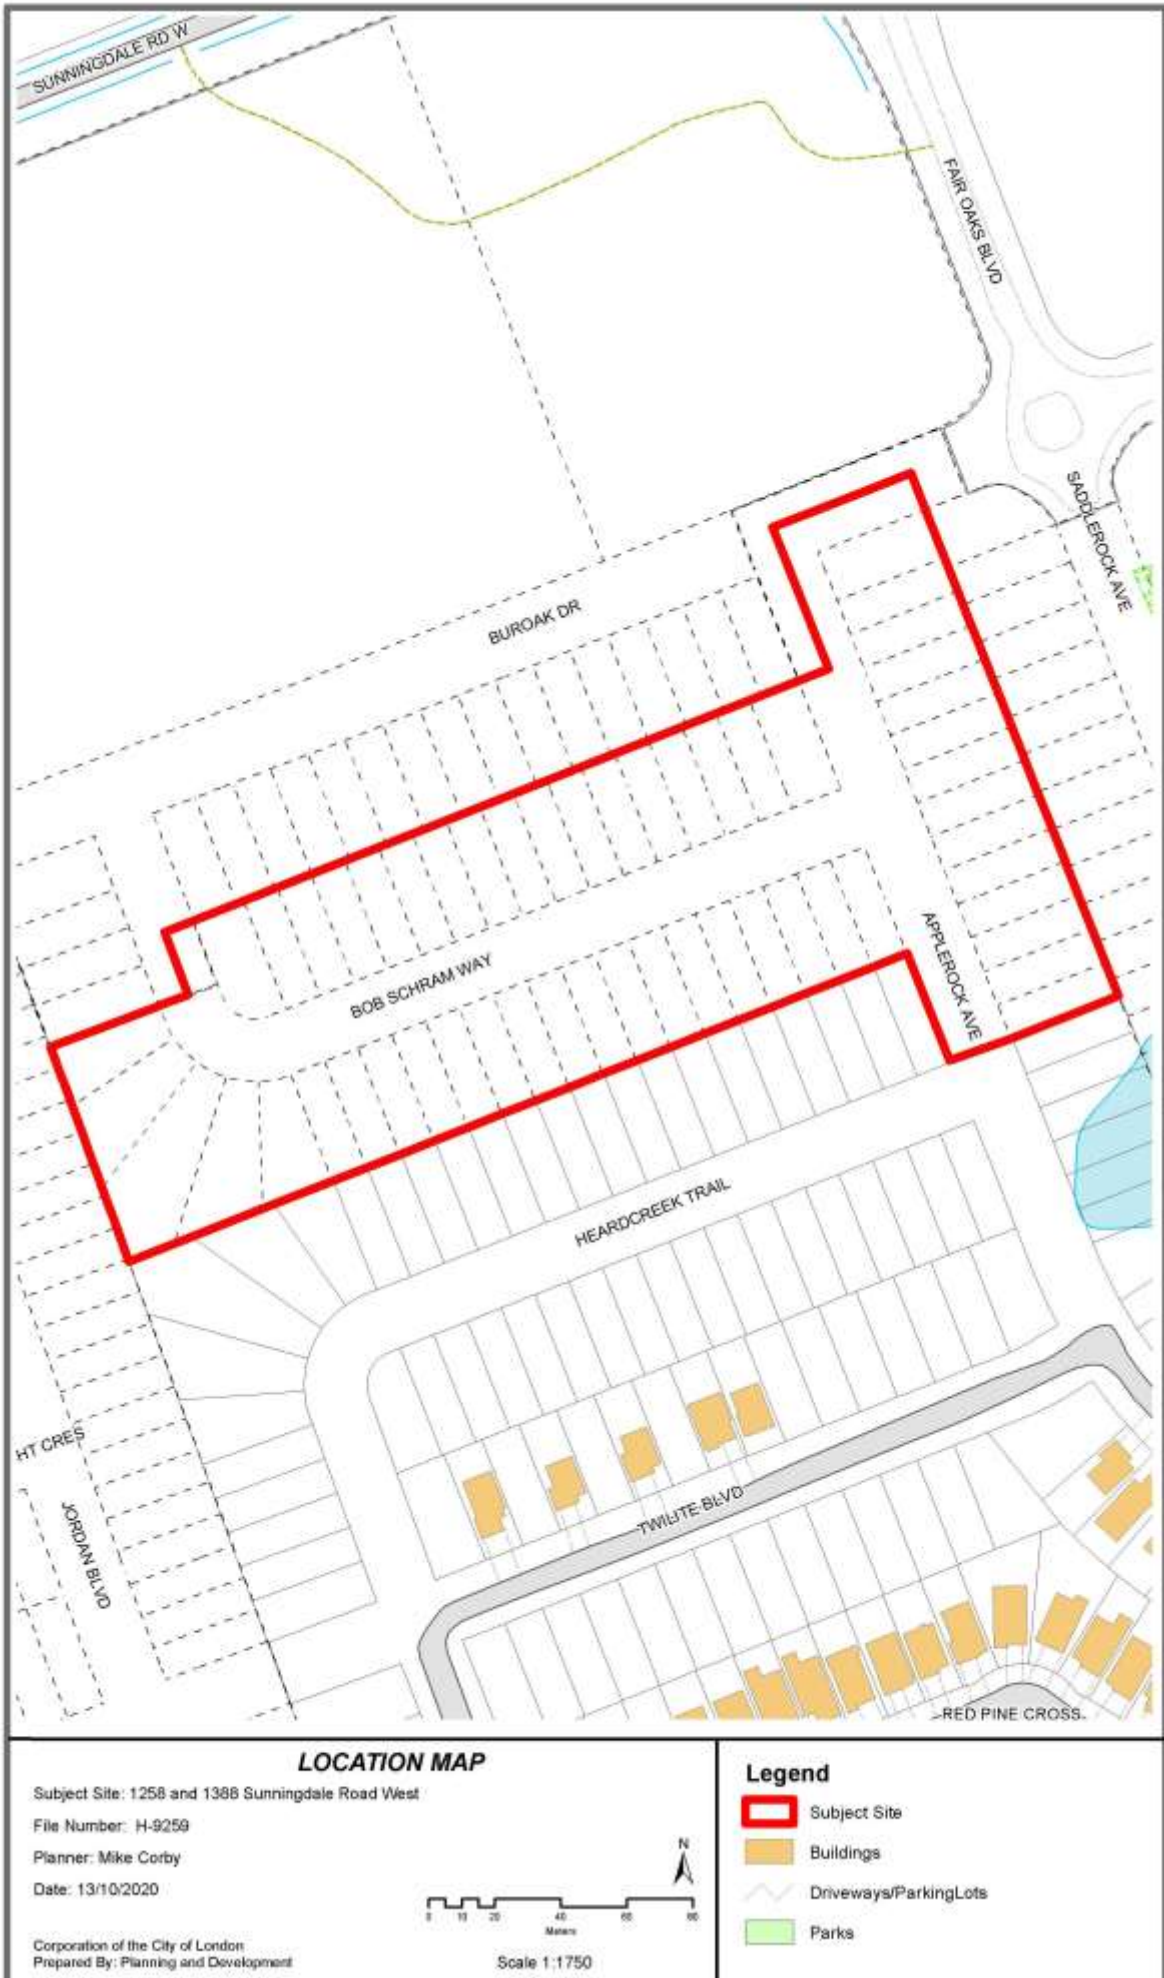 SUNNINGDALE RD W
FAIR OAKS BLVD
SADDLEROCK AVE
BUROAK DR
BOB SCHRAM WAY
APPLEROCK AVE
HEARDCREEK TRAIL
HT CRES
JORDAN BLVD
TWILITE BLVD
RED PINE CROSS
LOCATION MAP
Subject Site: 1258 and 1388 Sunningdale Road West
File Number: H-9259
Planner: Mike Corby
Date: 13/10/2020
Corporation of the City of London
Prepared By: Planning and Development
N
0 10 20 40 60 80
Meters
Scale 1:1750
Legend
Subject Site
Buildings
Driveways/ParkingLots
Parks